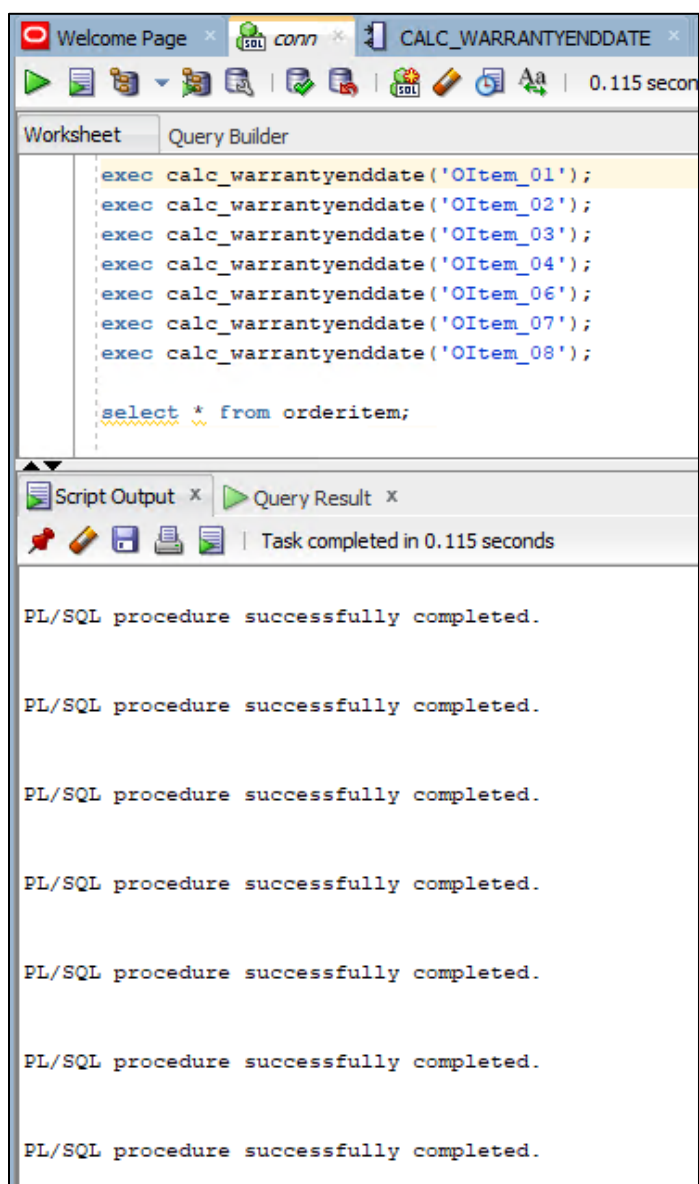 Welcome Page conn CALC_WARRANTYENDDATE
0.115 secon
Worksheet Query Builder
exec calc_warrantyenddate('OItem_01');
exec calc_warrantyenddate('OItem_02');
exec calc_warrantyenddate('OItem_03');
exec calc_warrantyenddate('OItem_04');
exec calc_warrantyenddate('OItem_06');
exec calc_warrantyenddate('OItem_07');
exec calc_warrantyenddate('OItem_08');
select * from orderitem;
Script Output x Query Result x
Task completed in 0.115 seconds
PL/SQL procedure successfully completed.
PL/SQL procedure successfully completed.
PL/SQL procedure successfully completed.
PL/SQL procedure successfully completed.
PL/SQL procedure successfully completed.
PL/SQL procedure successfully completed.
PL/SQL procedure successfully completed.